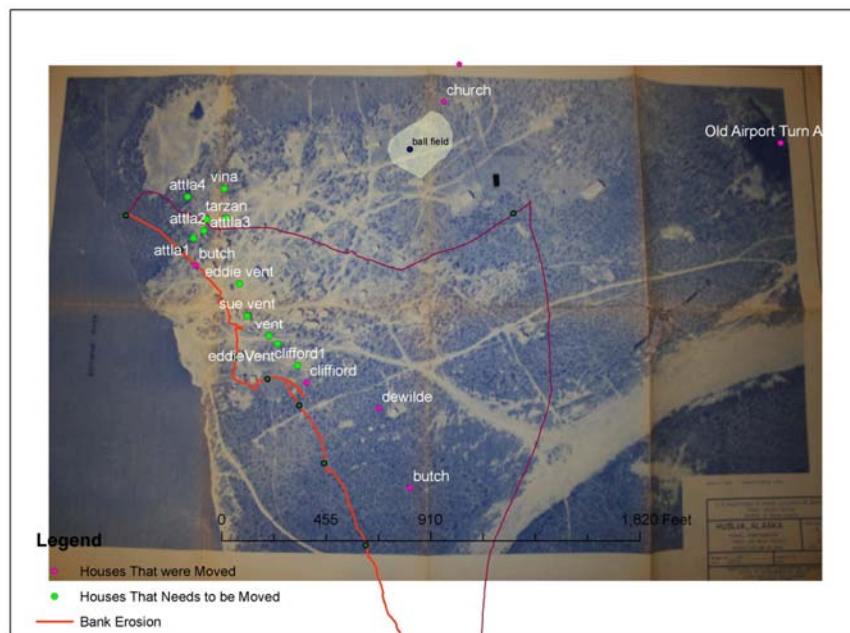 church
ball field
Old Airport Turn A
vina
attla4
tarzan
attla2
attla3
attla1
butch
eddie vent
sue vent
vent
eddieVent
clifford1
cliffiord
dewilde
butch
0 455 910 1,820 Feet
Legend
Houses That were Moved
Houses That Needs to be Moved
Bank Erosion
HUSLIA, ALASKA